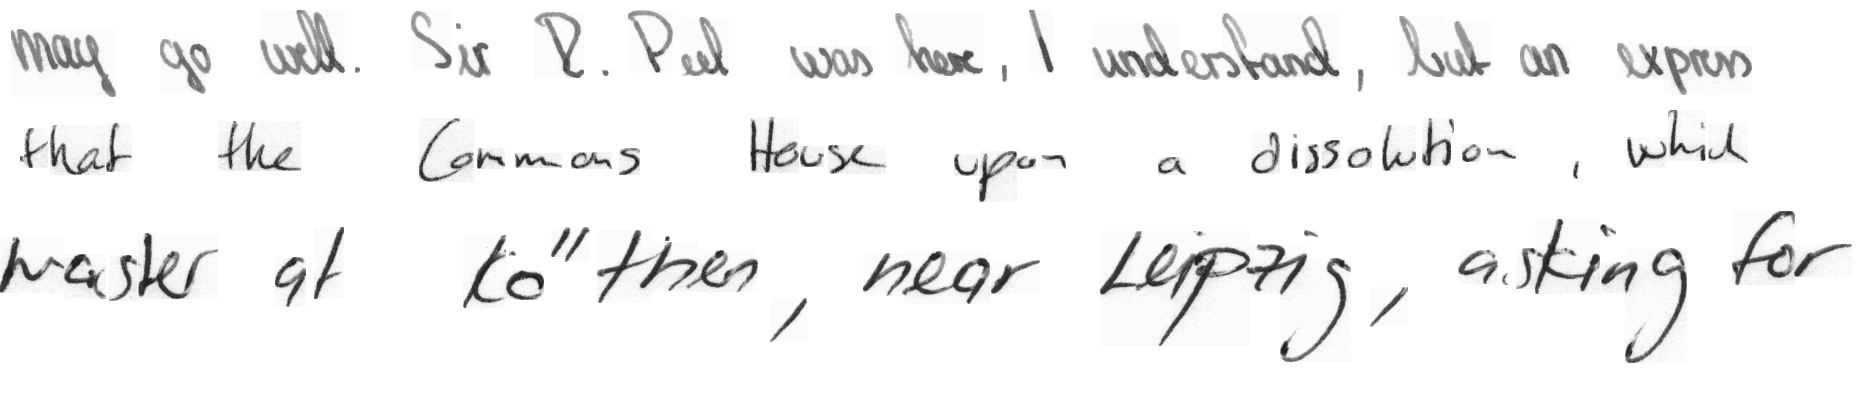 may go well. Sir R. Peel was here, I understand, but an express
that the Commons House upon a dissolution, which
master at Ko"then, near Leipzig, asking for